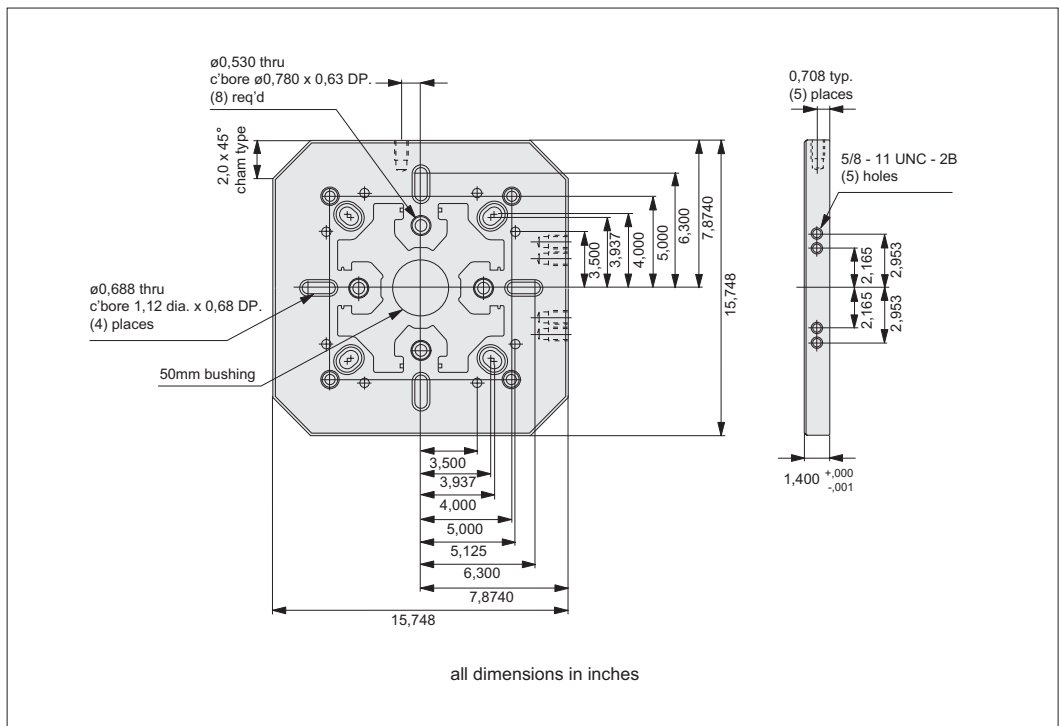 ø0,530 thru
c'bore ø0,780 x 0,63 DP.
(8) req'd
2,0 x 45°
cham type
ø0,688 thru
c'bore 1,12 dia. x 0,68 DP.
(4) places
50mm bushing
3,500
3,937
4,000
5,000
6,300
7,8740
15,748
3,500
3,937
4,000
5,000
5,125
6,300
7,8740
15,748
0,708 typ.
(5) places
5/8 - 11 UNC - 2B
(5) holes
2,165
2,953
2,165
2,953
1,400 +,000
-,001
all dimensions in inches